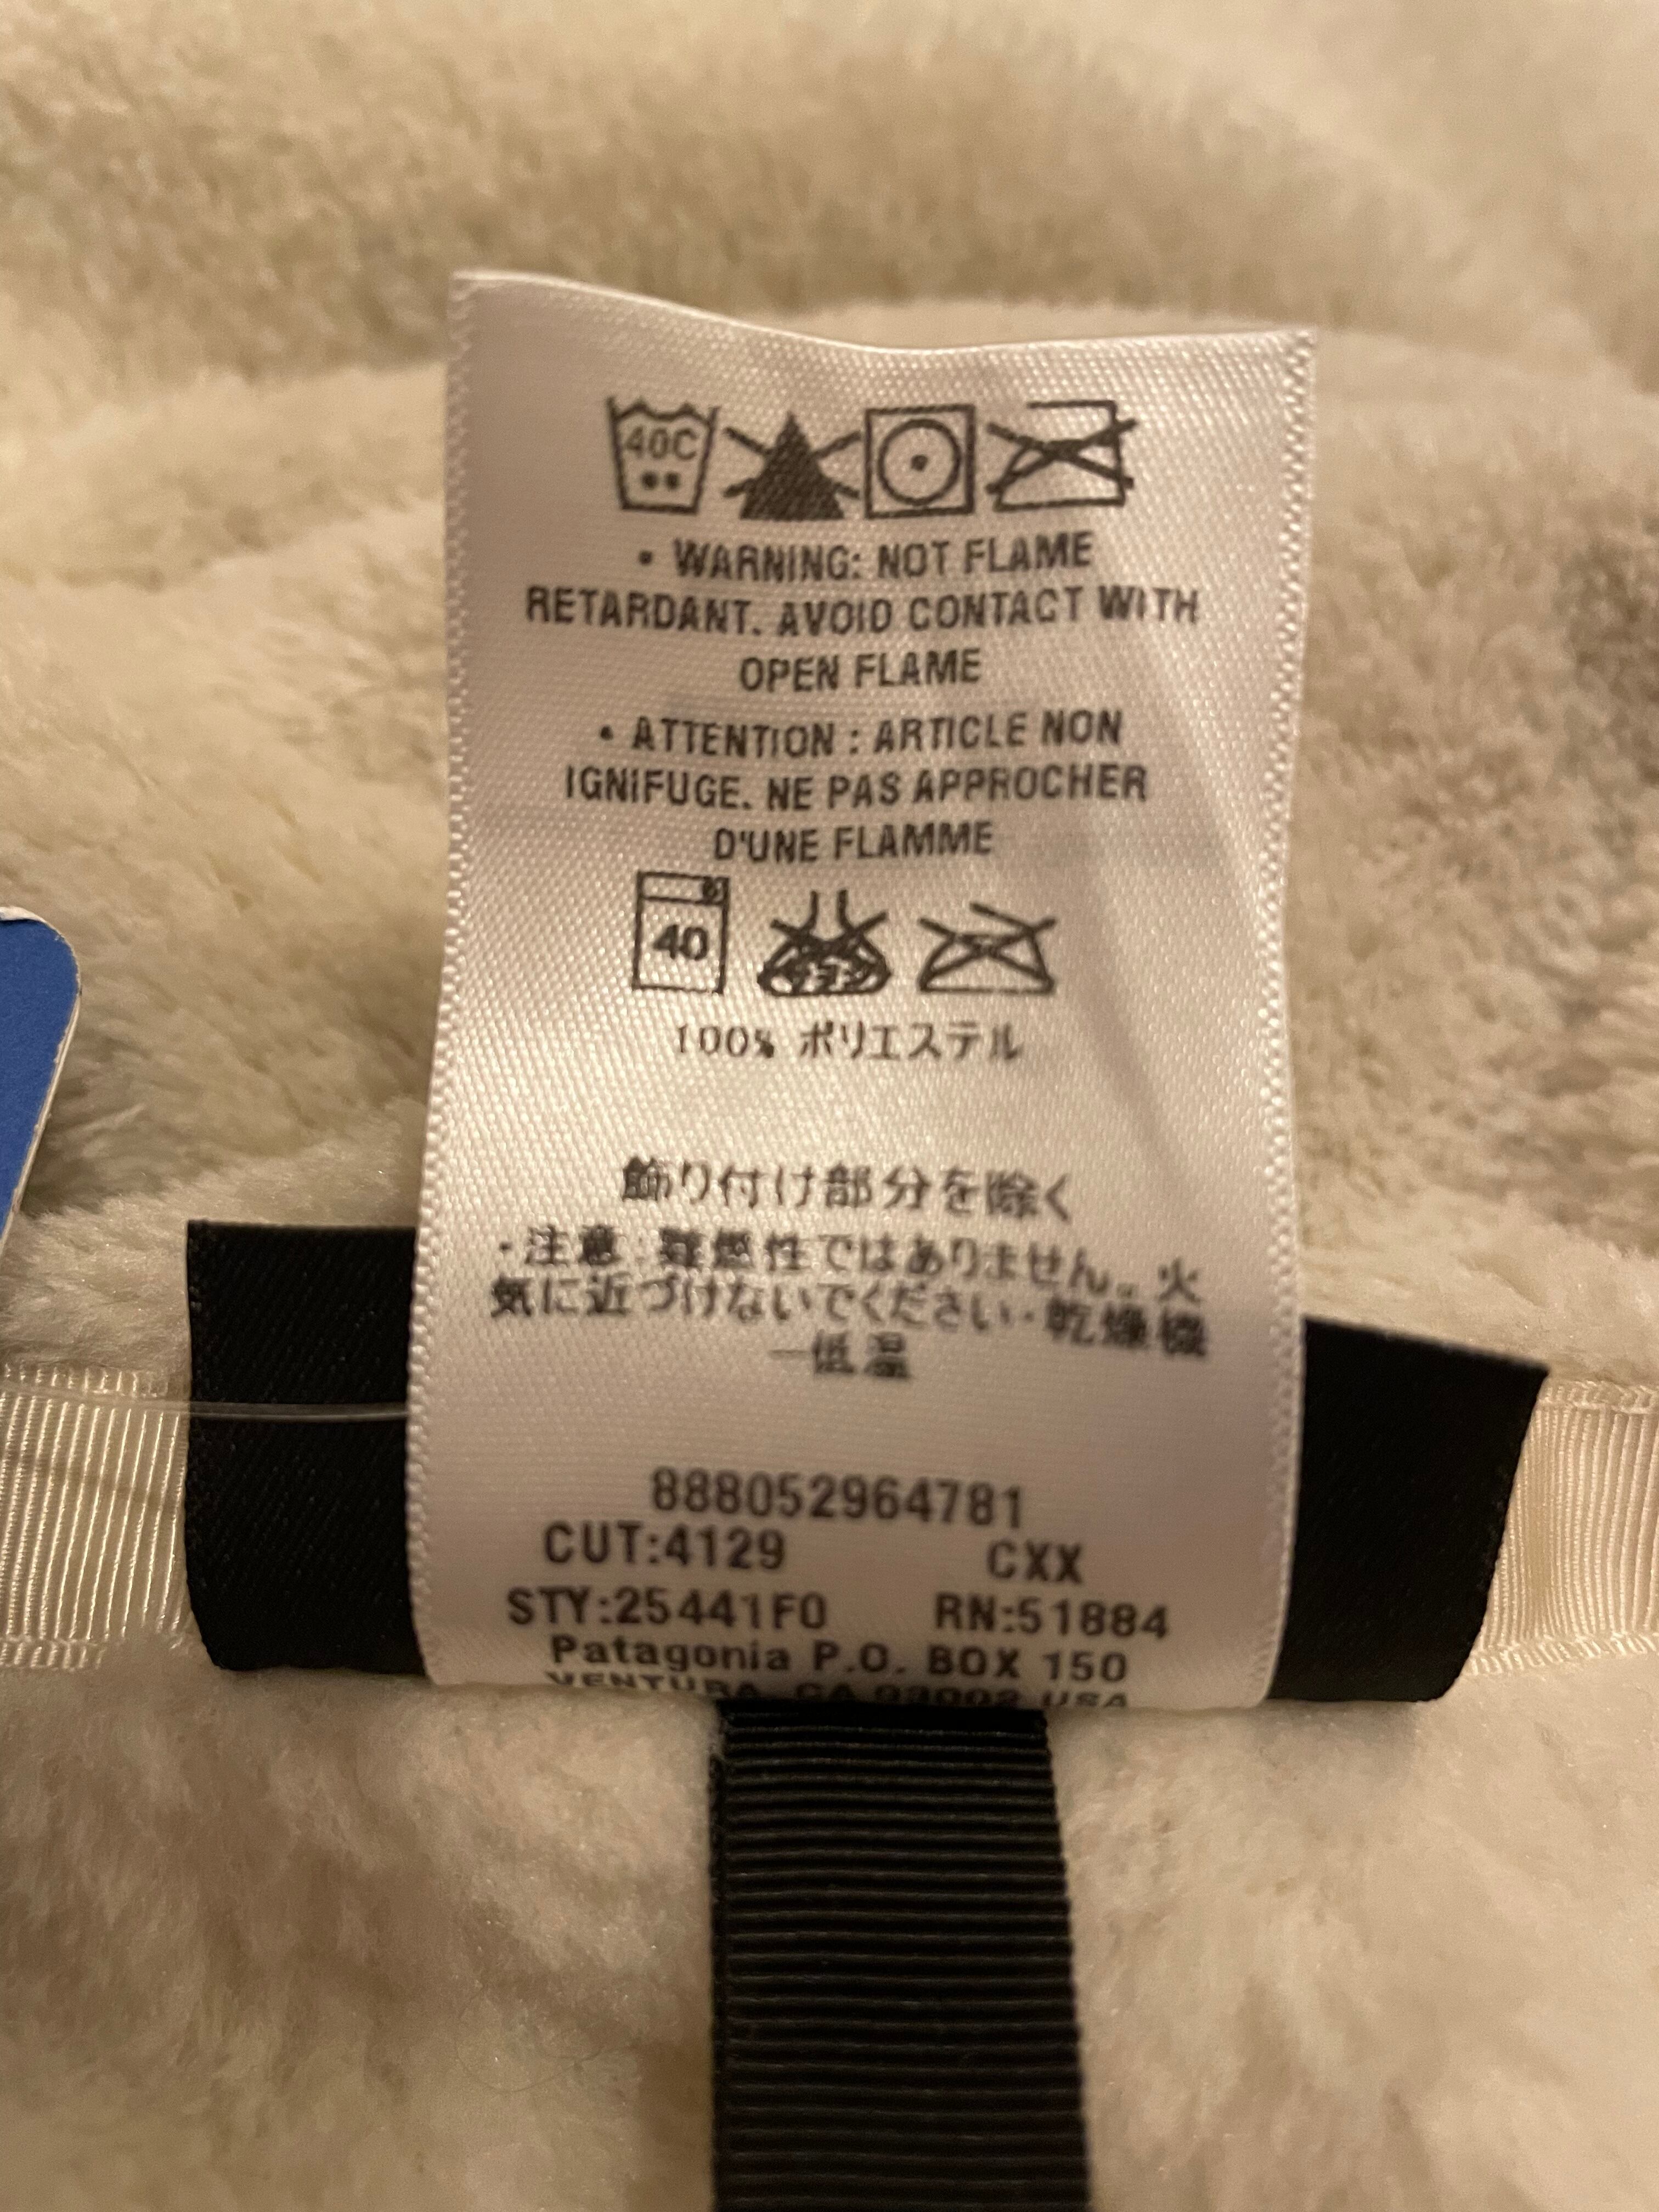 40C
• WARNING: NOT FLAME
RETARDANT. AVOID CONTACT WITH
OPEN FLAME
• ATTENTION : ARTICLE NON
IGNIFUGE. NE PAS APPROCHER
D'UNE FLAMME
40
100% ポリエステル
飾り付け部分を除く
・注意:難燃性ではありません。火
気に近づけないでください・乾燥機
ー低温
888052964781
CUT:4129 CXX
STY:25441F0 RN:51884
Patagonia P.O. BOX 150
VENTURA, CA 93002 USA